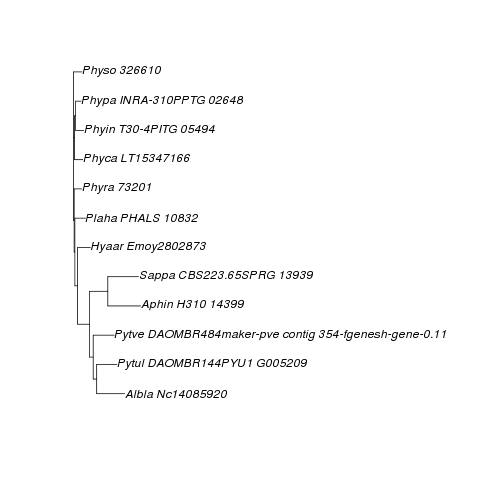 Physo 326610
Phypa INRA-310PPTG 02648
Phyin T30-4PITG 05494
Phyca LT15347166
Phyra 73201
Plaha PHALS 10832
Hyaar Emoy2802873
Sappa CBS223.65SPRG 13939
Aphin H310 14399
Pytve DAOMBR484maker-pve contig 354-fgenesh-gene-0.11
Pytul DAOMBR144PYU1 G005209
Albla Nc14085920